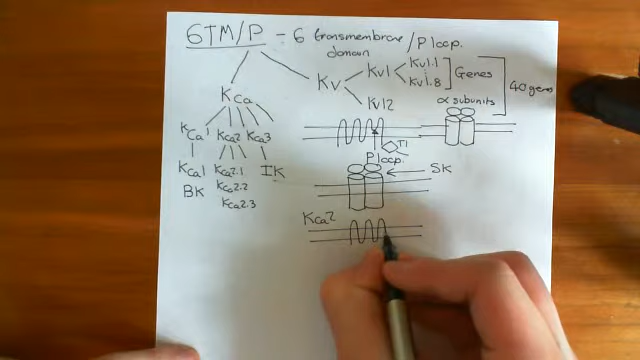 6TM/P - 6 transmembrane / P loop.
domain
KCa
Kv
Kv1
Kv1.1
Kv1.8
Genes
40 genes
Kv12
α subunits
KCa1 KCa2 KCa3
KCa1 KCa2.1 IK
BK KCa2.2
KCa2.3
T1
P loop.
SK
KCa2